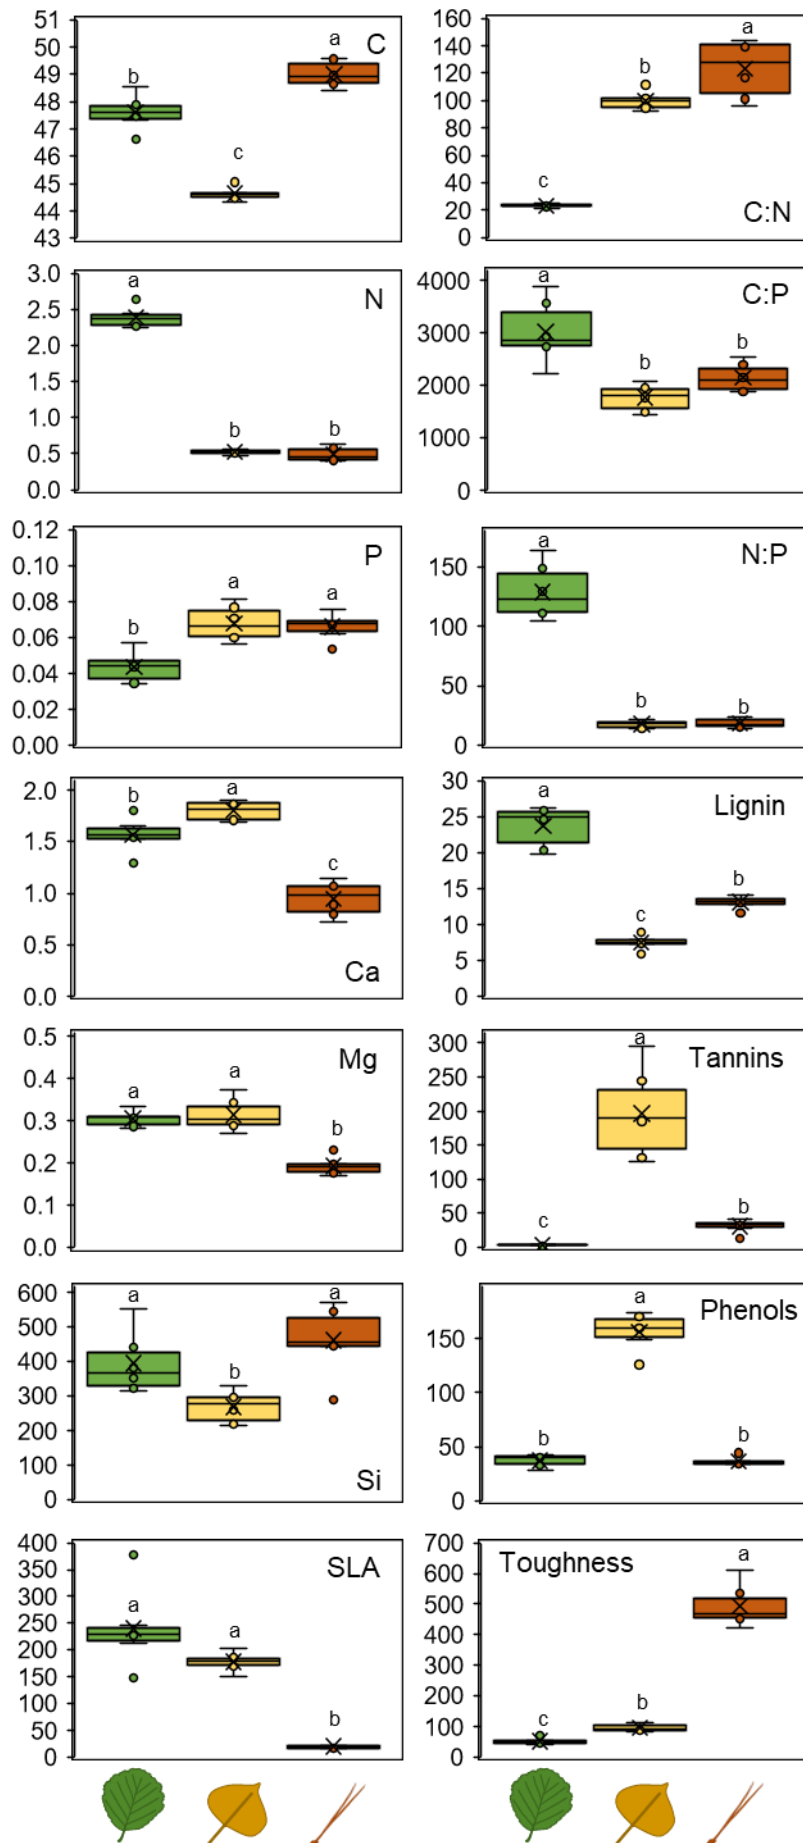 51
50
49
48
47
46
45
44
43
C
b
c
a
160
140
120
100
80
60
40
20
0
C:N
c
b
a
3.0
2.5
2.0
1.5
1.0
0.5
0.0
N
a
b
b
4000
3000
2000
1000
0
C:P
a
b
b
0.12
0.10
0.08
0.06
0.04
0.02
0.00
P
b
a
a
150
100
50
0
N:P
a
b
b
2.0
1.5
1.0
0.5
0.0
Ca
b
a
c
30
25
20
15
10
5
0
Lignin
a
c
b
0.5
0.4
0.3
0.2
0.1
0.0
Mg
a
a
b
300
250
200
150
100
50
0
Tannins
c
a
b
600
500
400
300
200
100
0
Si
a
b
a
150
100
50
0
Phenols
b
a
b
400
350
300
250
200
150
100
50
0
SLA
a
a
b
700
600
500
400
300
200
100
0
Toughness
c
b
a